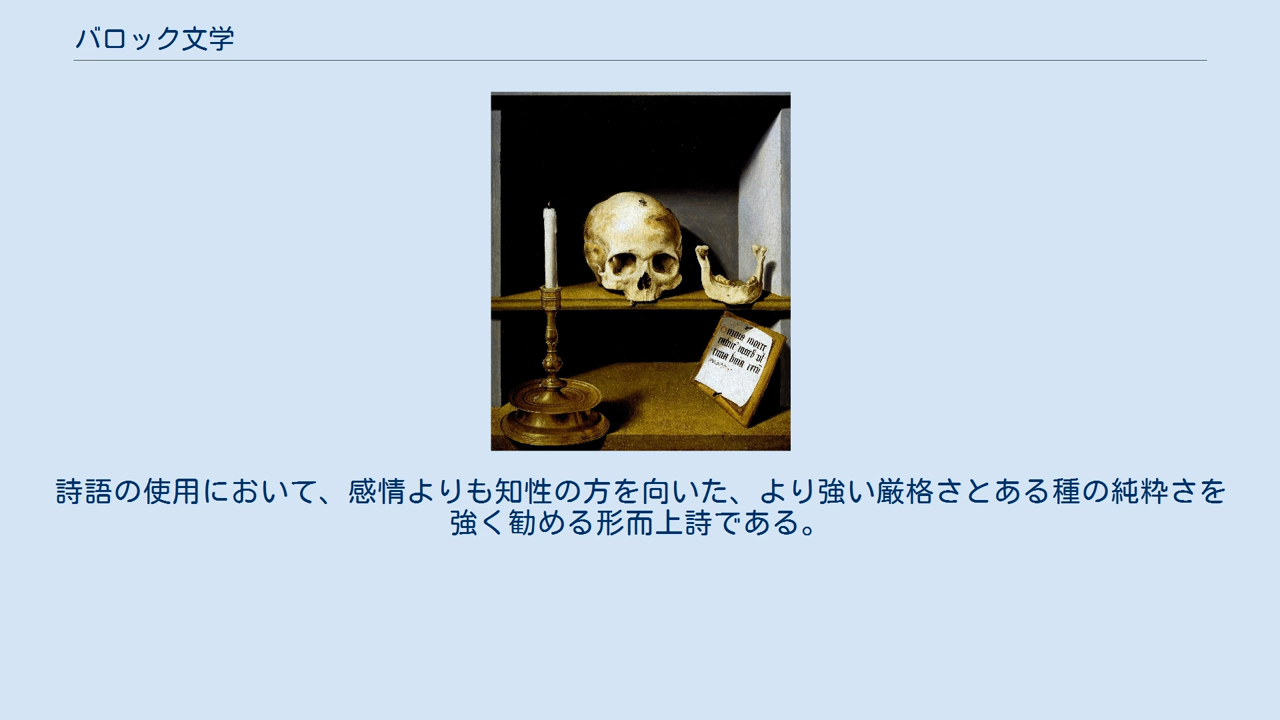 バロック文学
詩語の使用において、感情よりも知性の方を向いた、より強い厳格さとある種の純粋さを
強く勧める形而上詩である。